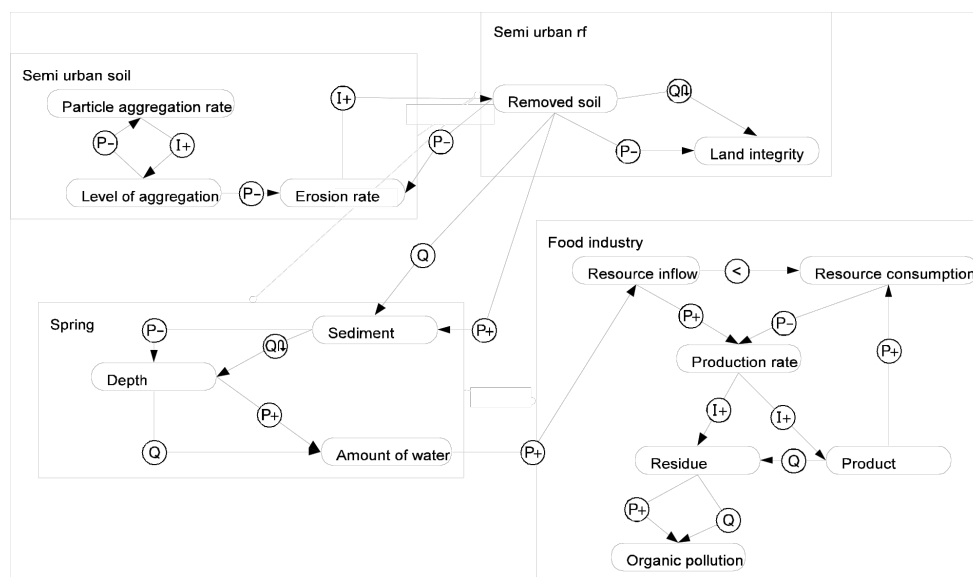 Semi urban rf
Semi urban soil
Particle aggregation rate
I+
Removed soil
Q⇅
P-
I+
P-
P-
Land integrity
Level of aggregation
P-
Erosion rate
Food industry
Q
Resource inflow
<
Resource consumption
Spring
P-
Sediment
P+
P+
P-
Q⇅
P+
Production rate
Depth
P+
I+
I+
Q
Amount of water
P+
Residue
Q
Product
P+
Q
Organic pollution